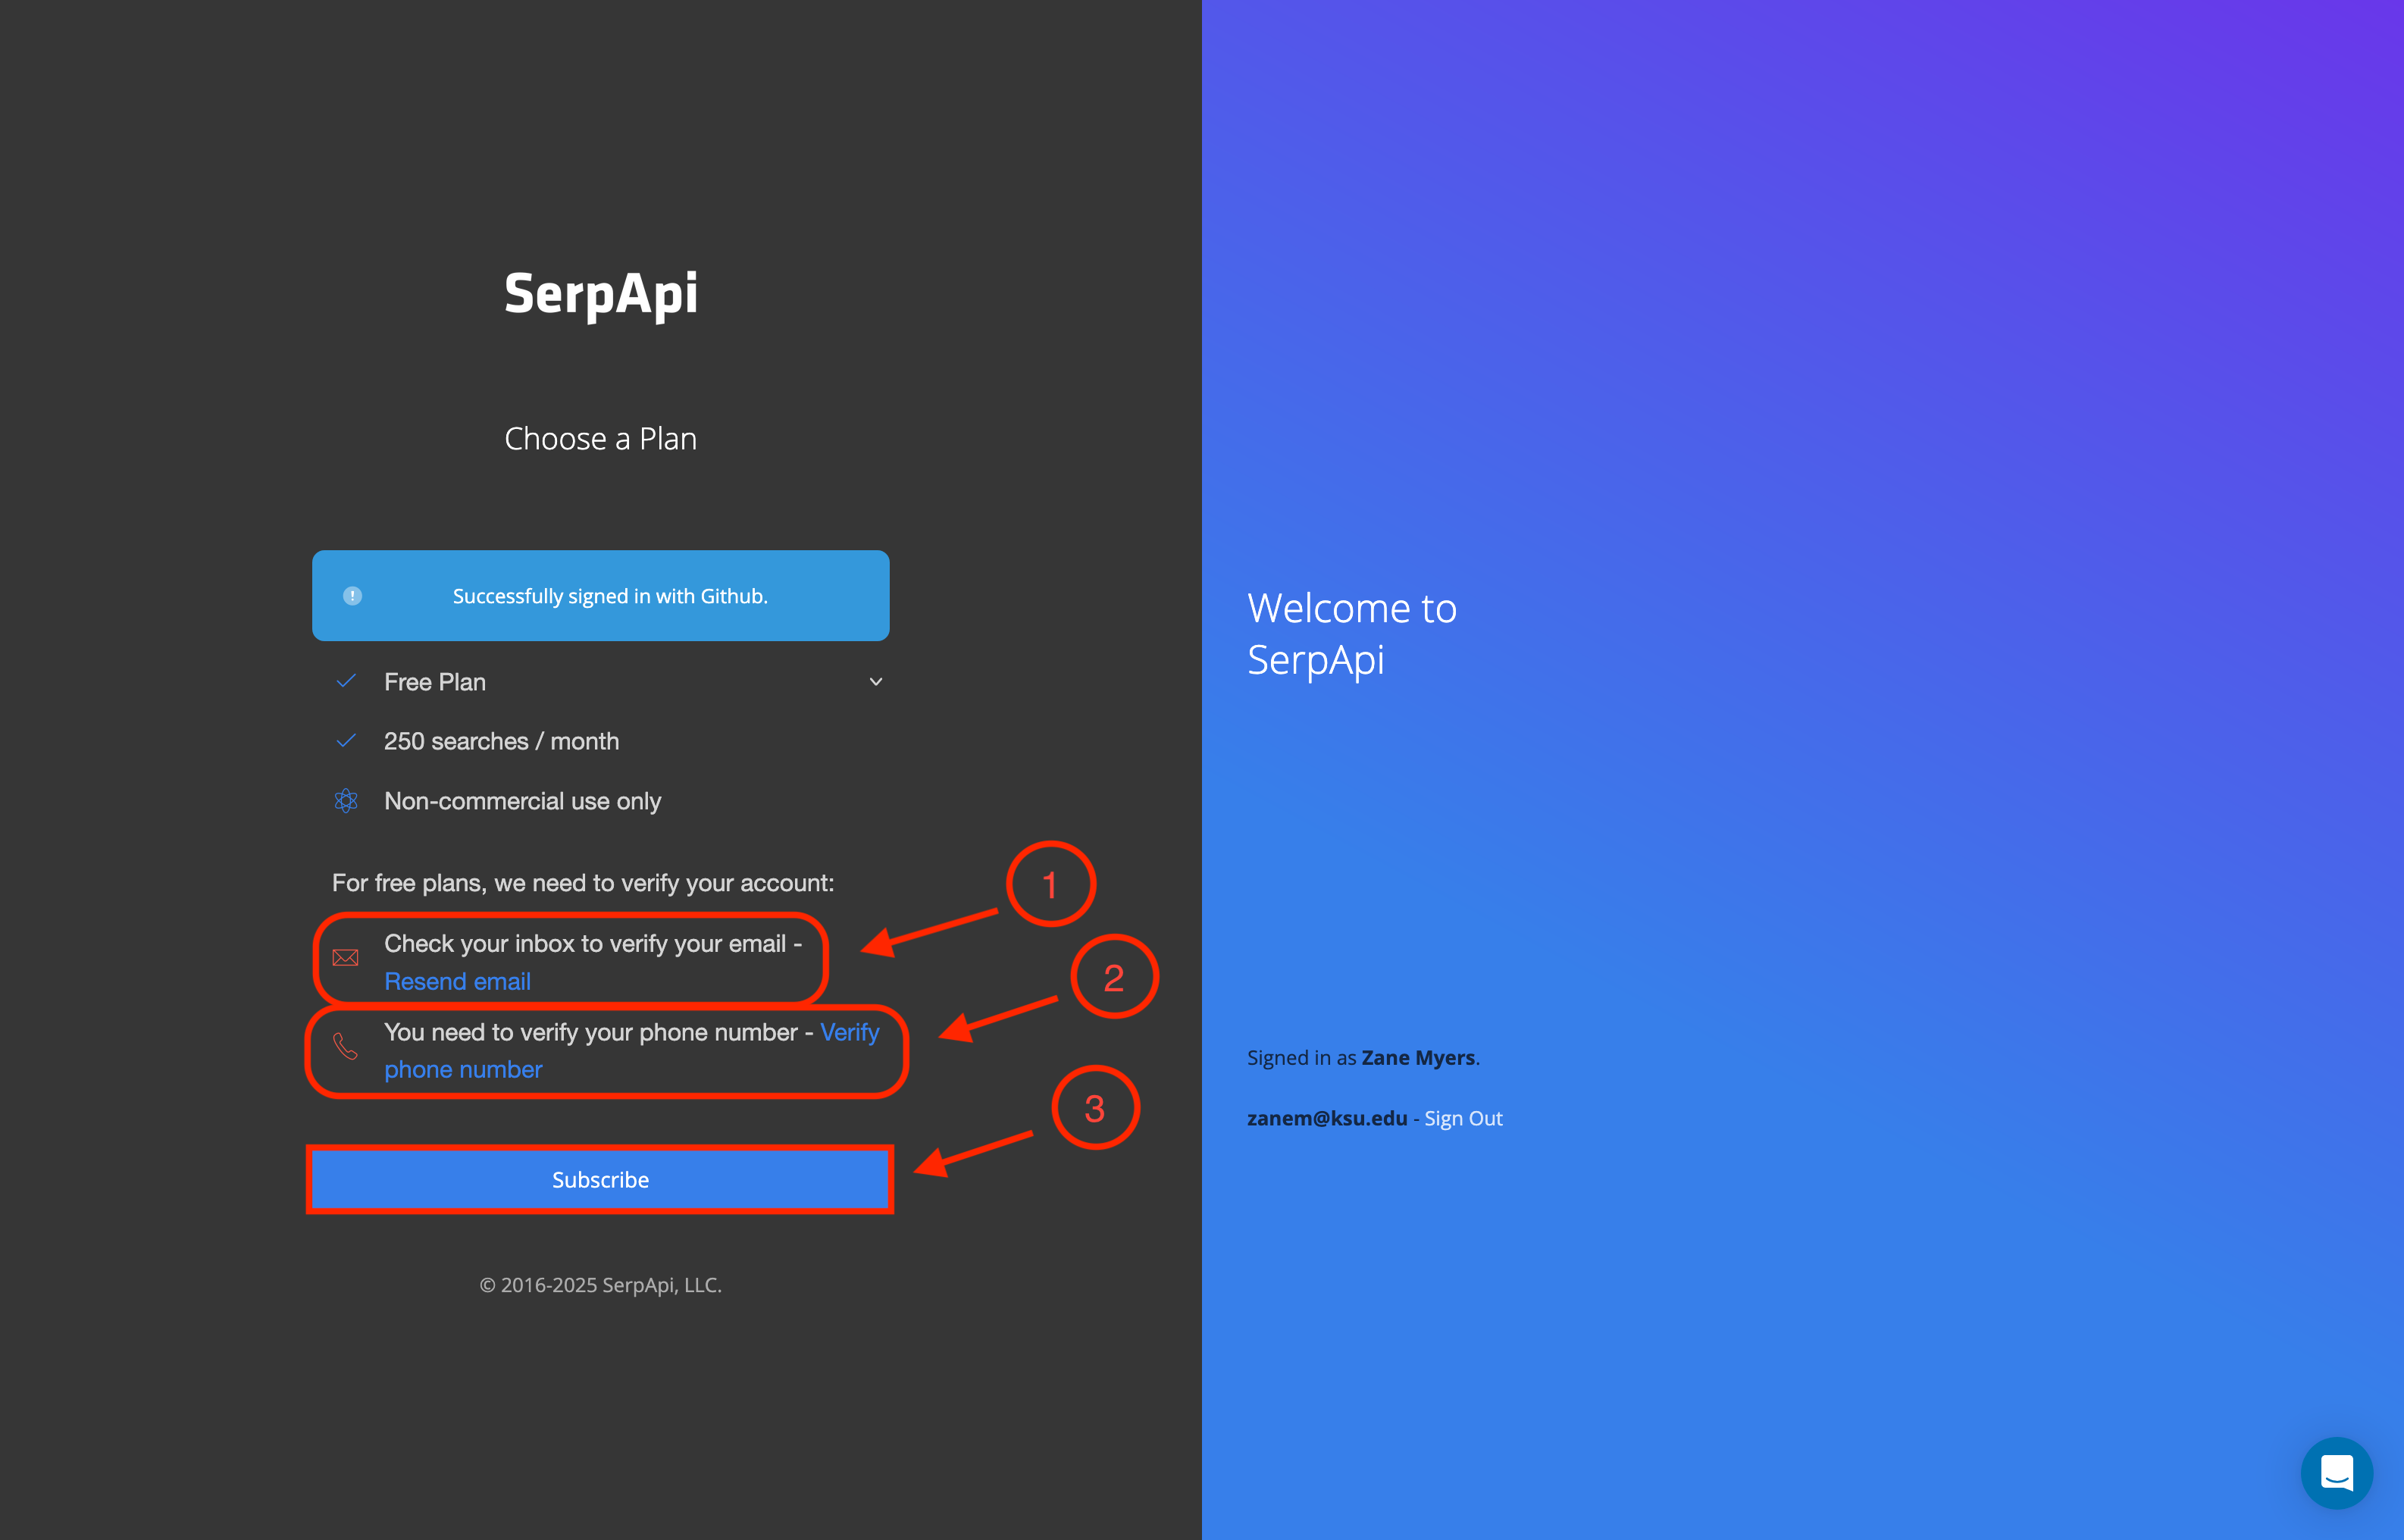 SerpApi
Choose a Plan
Successfully signed in with Github.
Free Plan
250 searches / month
Non-commercial use only
For free plans, we need to verify your account:
1
Check your inbox to verify your email -
Resend email
2
You need to verify your phone number - Verify
phone number
3
Subscribe
© 2016-2025 SerpApi, LLC.
Welcome to
SerpApi
Signed in as Zane Myers.
zanem@ksu.edu - Sign Out